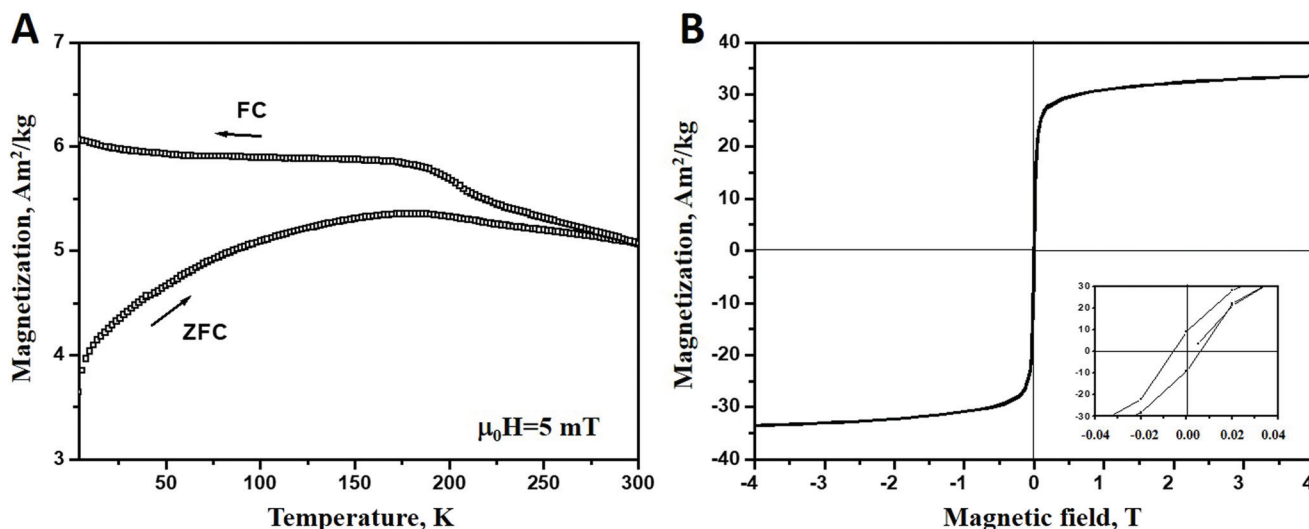 A
Magnetization, Am²/kg
7
6
5
4
3
FC
ZFC
μ₀H=5 mT
50 100 150 200 250 300
Temperature, K
B
Magnetization, Am²/kg
40
30
20
10
0
-10
-20
-30
-40
30
20
10
0
-10
-20
-30
-0.04 -0.02 0.00 0.02 0.04
-4 -3 -2 -1 0 1 2 3 4
Magnetic field, T